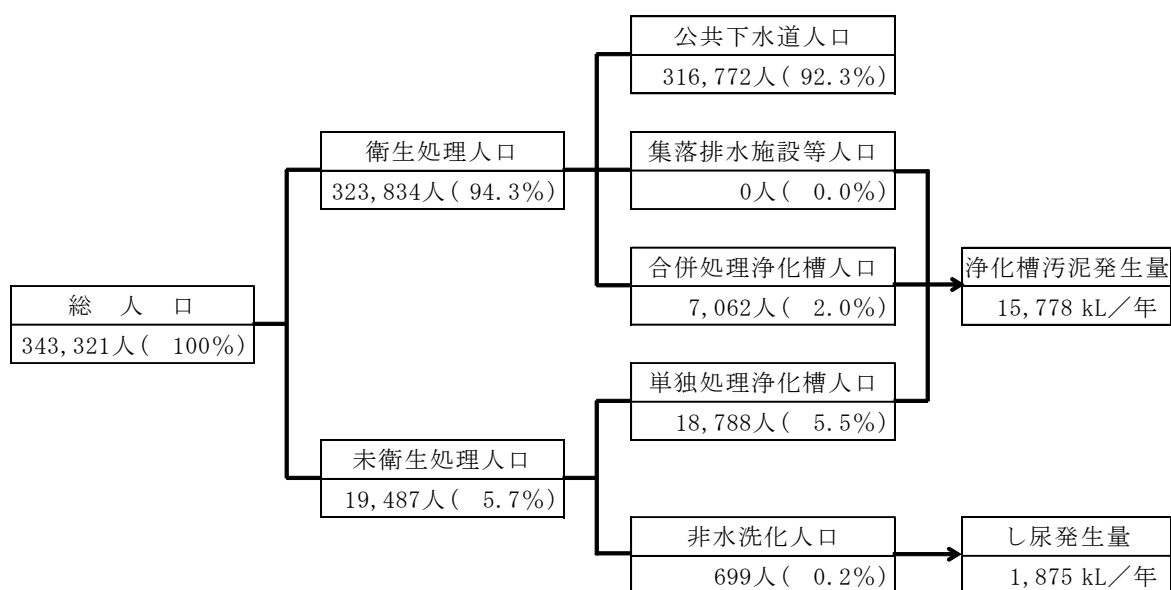 公共下水道人口
316,772人( 92.3%)
衛生処理人口
323,834人( 94.3%)
集落排水施設等人口
0人( 0.0%)
合併処理浄化槽人口
7,062人( 2.0%)
浄化槽汚泥発生量
15,778 kL／年
総 人 口
343,321人( 100%)
単独処理浄化槽人口
18,788人( 5.5%)
未衛生処理人口
19,487人( 5.7%)
非水洗化人口
699人( 0.2%)
し尿発生量
1,875 kL／年